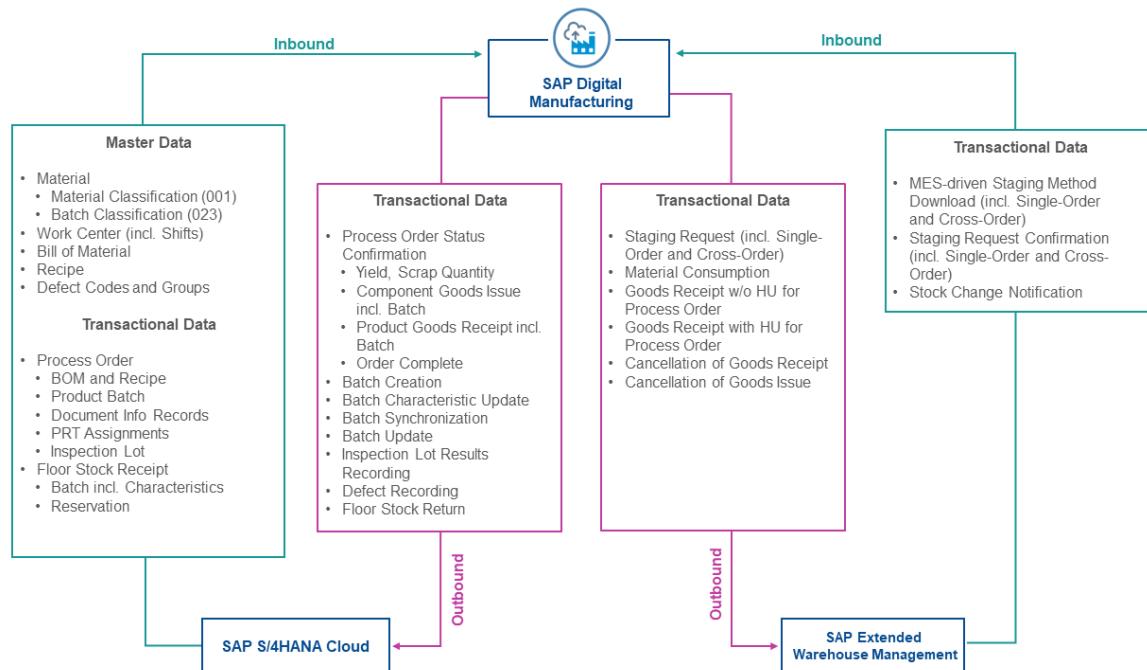 Inbound
Inbound
SAP Digital
Manufacturing
Master Data
• Material
• Material Classification (001)
• Batch Classification (023)
• Work Center (incl. Shifts)
• Bill of Material
• Recipe
• Defect Codes and Groups
Transactional Data
• Process Order
• BOM and Recipe
• Product Batch
• Document Info Records
• PRT Assignments
• Inspection Lot
• Floor Stock Receipt
• Batch incl. Characteristics
• Reservation
Transactional Data
• Process Order Status
Confirmation
• Yield, Scrap Quantity
• Component Goods Issue
incl. Batch
• Product Goods Receipt incl.
Batch
• Order Complete
• Batch Creation
• Batch Characteristic Update
• Batch Synchronization
• Batch Update
• Inspection Lot Results
Recording
• Defect Recording
• Floor Stock Return
Transactional Data
• Staging Request (incl. Single-
Order and Cross-Order)
• Material Consumption
• Goods Receipt w/o HU for
Process Order
• Goods Receipt with HU for
Process Order
• Cancellation of Goods Receipt
• Cancellation of Goods Issue
Transactional Data
• MES-driven Staging Method
Download (incl. Single-Order
and Cross-Order)
• Staging Request Confirmation
(incl. Single-Order and Cross-
Order)
• Stock Change Notification
Outbound
Outbound
SAP S/4HANA Cloud
SAP Extended
Warehouse Management